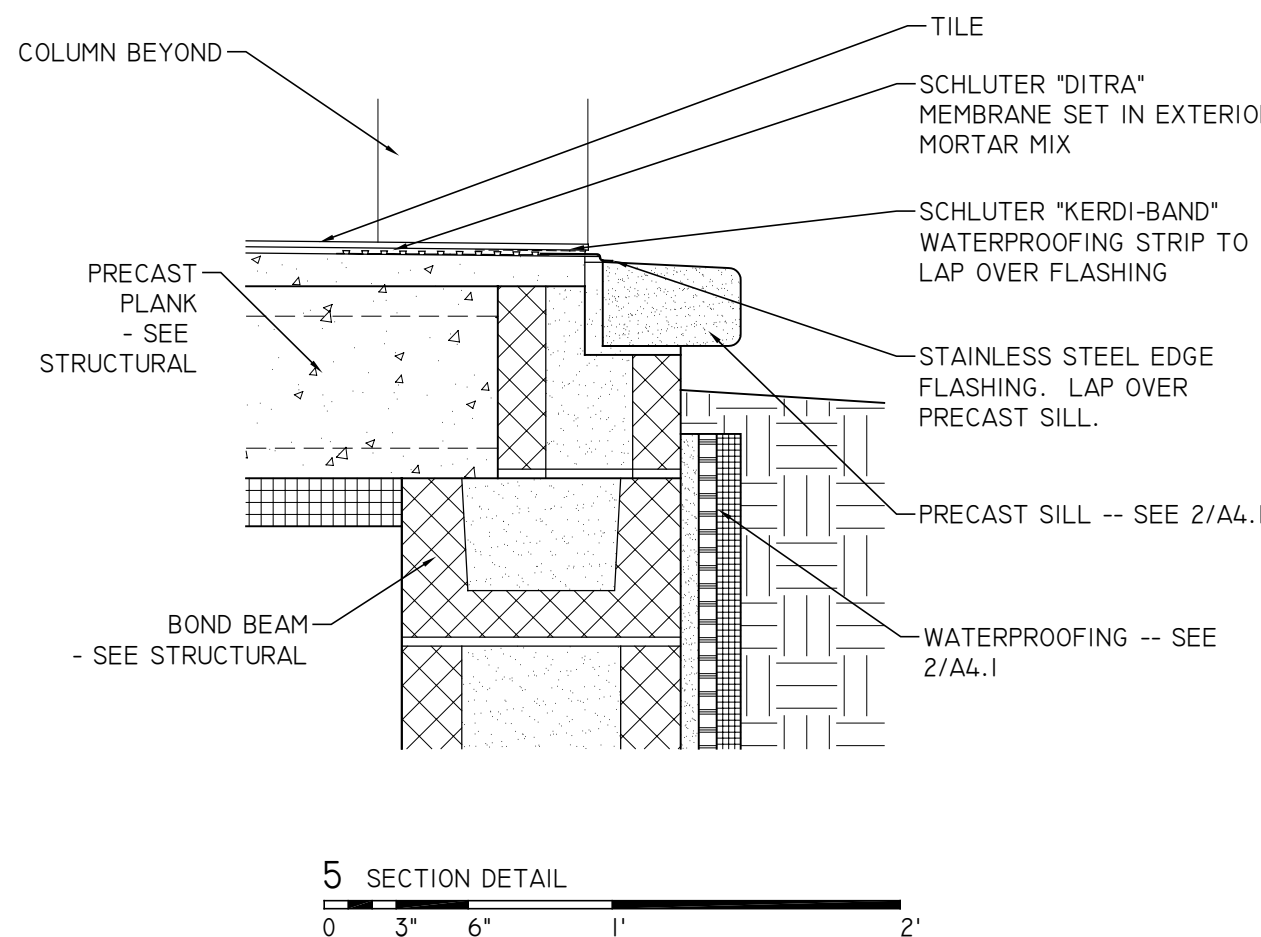 COLUMN BEYOND
TILE
SCHLUTER "DITRA"
MEMBRANE SET IN EXTERIO
MORTAR MIX
SCHLUTER "KERDI-BAND"
WATERPROOFING STRIP TO
LAP OVER FLASHING
PRECAST
PLANK
- SEE
STRUCTURAL
STAINLESS STEEL EDGE
FLASHING. LAP OVER
PRECAST SILL.
PRECAST SILL -- SEE 2/A4.1
BOND BEAM
- SEE STRUCTURAL
WATERPROOFING -- SEE
2/A4.1
5 SECTION DETAIL
0 3" 6" 1' 2'